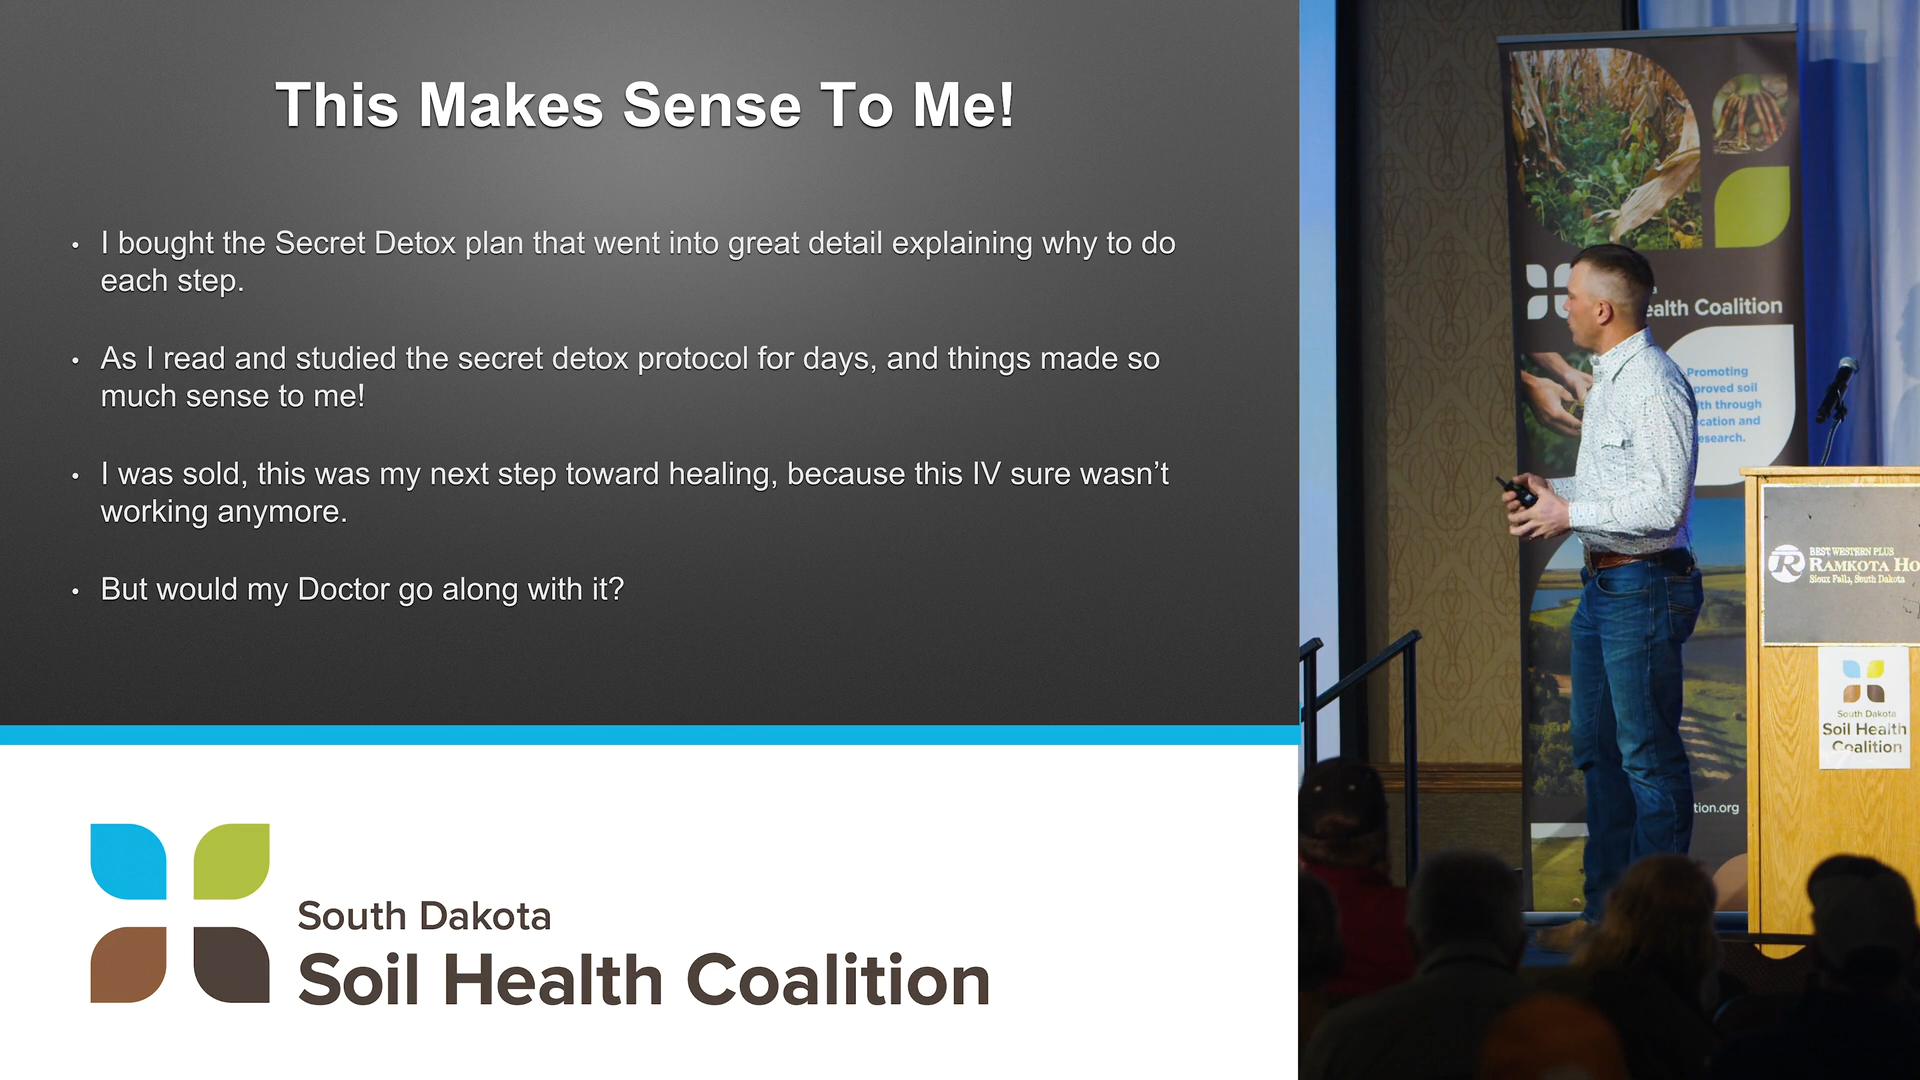 This Makes Sense To Me!
• I bought the Secret Detox plan that went into great detail explaining why to do
each step.
• As I read and studied the secret detox protocol for days, and things made so
much sense to me!
• I was sold, this was my next step toward healing, because this IV sure wasn’t
working anymore.
• But would my Doctor go along with it?
South Dakota
Soil Health Coalition
ealth Coalition
Promoting
proved soil
lth through
cation and
esearch.
tion.org
BEST WESTERN PLUS
RAMKOTA HO
Sioux Falls, South Dakota
South Dakota
Soil Health
Coalition